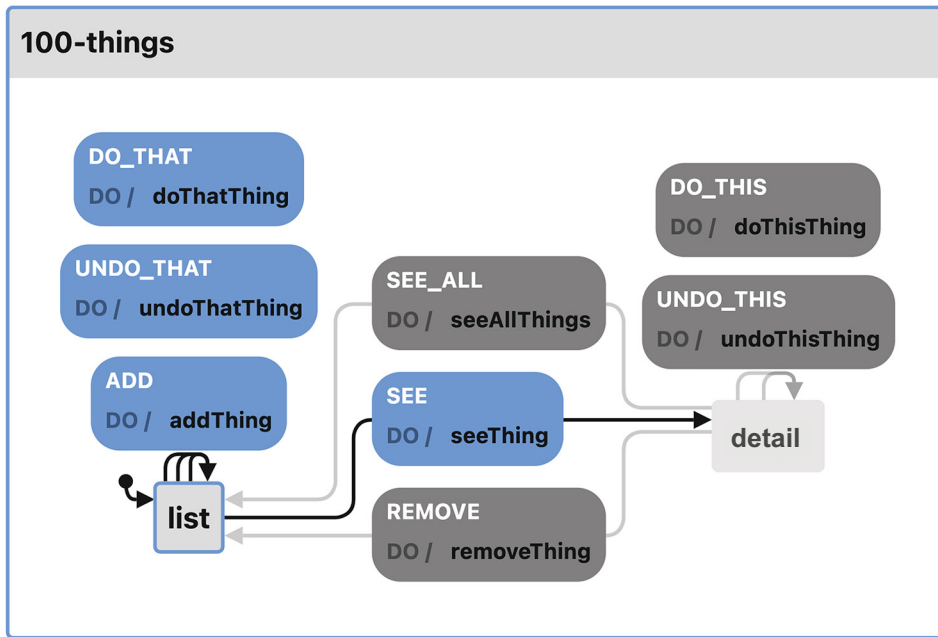 100-things
DO_THAT
DO / doThatThing
UNDO_THAT
DO / undoThatThing
ADD
DO / addThing
list
SEE_ALL
DO / seeAllThings
SEE
DO / seeThing
REMOVE
DO / removeThing
DO_THIS
DO / doThisThing
UNDO_THIS
DO / undoThisThing
detail